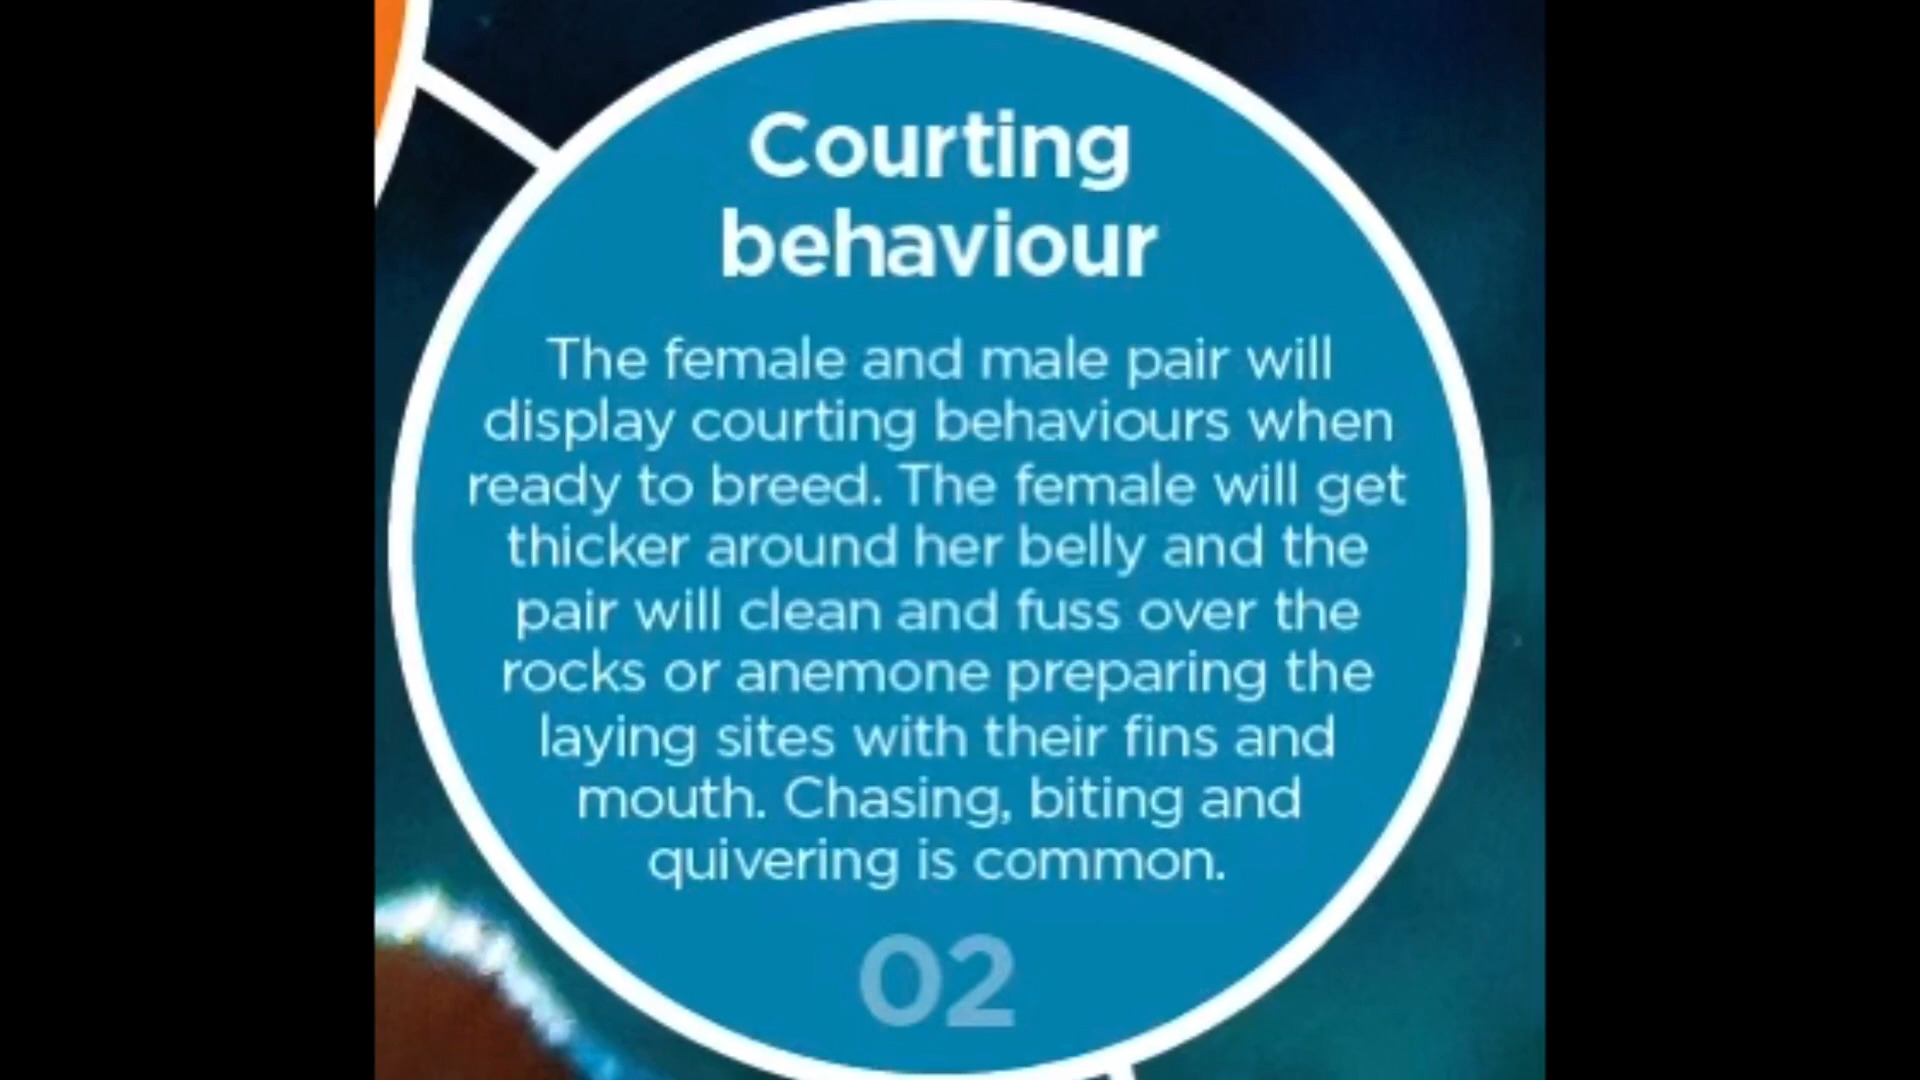 Courting
behaviour
The female and male pair will
display courting behaviours when
ready to breed. The female will get
thicker around her belly and the
pair will clean and fuss over the
rocks or anemone preparing the
laying sites with their fins and
mouth. Chasing, biting and
quivering is common.
02